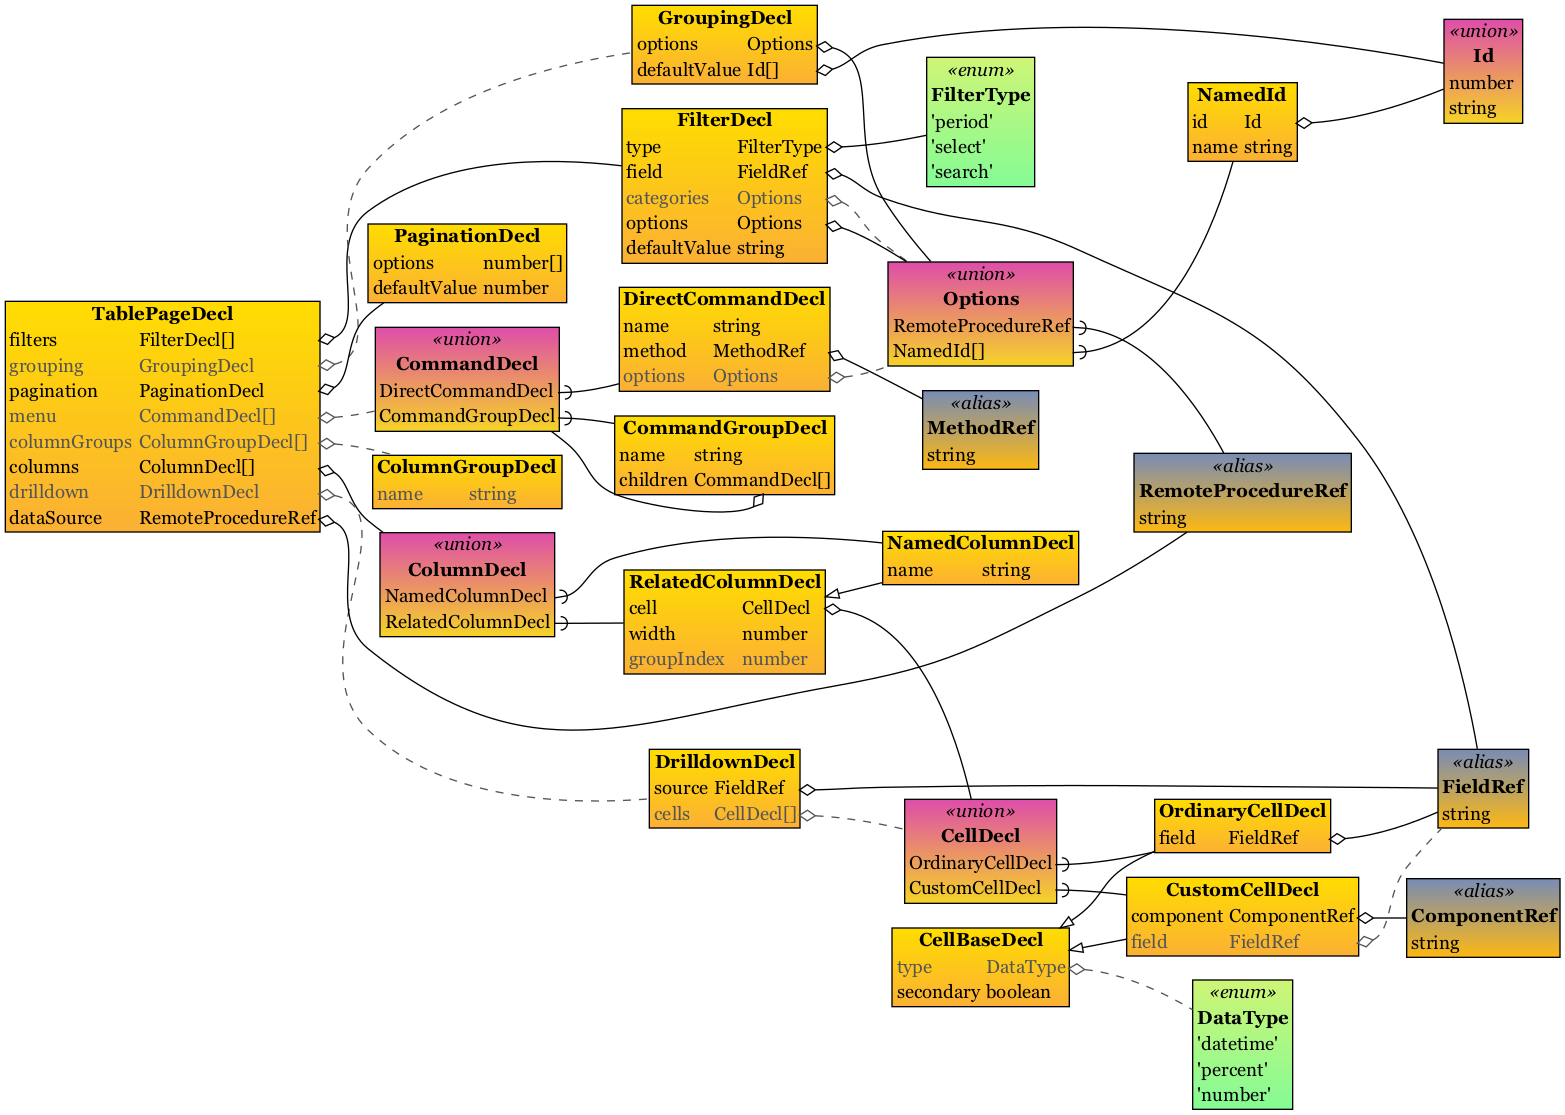 GroupingDecl
options Options
defaultValue Id[]
«union»
Id
number
string
«enum»
FilterType
'period'
'select'
'search'
NamedId
id Id
name string
FilterDecl
type FilterType
field FieldRef
categories Options
options Options
defaultValue string
PaginationDecl
options number[]
defaultValue number
«union»
Options
RemoteProcedureRef
NamedId[]
TablePageDecl
filters FilterDecl[]
grouping GroupingDecl
pagination PaginationDecl
menu CommandDecl[]
columnGroups ColumnGroupDecl[]
columns ColumnDecl[]
drilldown DrilldownDecl
dataSource RemoteProcedureRef
«union»
CommandDecl
DirectCommandDecl
CommandGroupDecl
DirectCommandDecl
name string
method MethodRef
options Options
«alias»
MethodRef
string
CommandGroupDecl
name string
children CommandDecl[]
ColumnGroupDecl
name string
«alias»
RemoteProcedureRef
string
«union»
ColumnDecl
NamedColumnDecl
RelatedColumnDecl
NamedColumnDecl
name string
RelatedColumnDecl
cell CellDecl
width number
groupIndex number
DrilldownDecl
source FieldRef
cells CellDecl[]
«alias»
FieldRef
string
«union»
CellDecl
OrdinaryCellDecl
CustomCellDecl
OrdinaryCellDecl
field FieldRef
CustomCellDecl
component ComponentRef
field FieldRef
«alias»
ComponentRef
string
CellBaseDecl
type DataType
secondary boolean
«enum»
DataType
'datetime'
'percent'
'number'